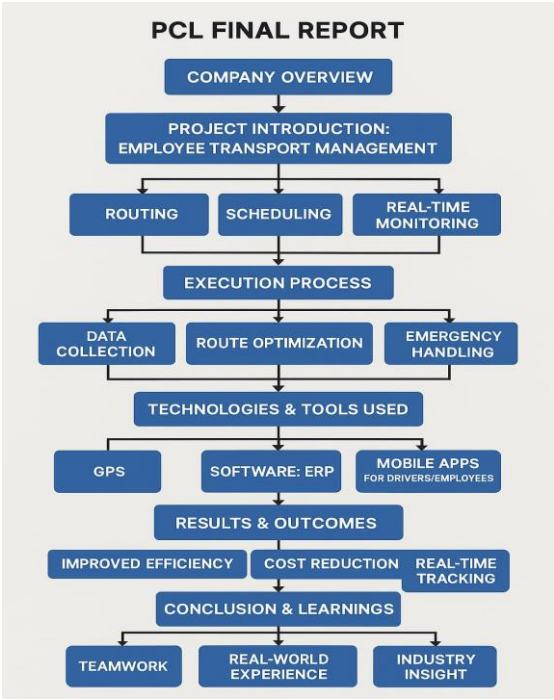 PCL FINAL REPORT
COMPANY OVERVIEW
PROJECT INTRODUCTION:
EMPLOYEE TRANSPORT MANAGEMENT
ROUTING
SCHEDULING
REAL-TIME
MONITORING
EXECUTION PROCESS
DATA
COLLECTION
ROUTE OPTIMIZATION
EMERGENCY
HANDLING
TECHNOLOGIES & TOOLS USED
GPS
SOFTWARE: ERP
MOBILE APPS
FOR DRIVERS/EMPLOYEES
RESULTS & OUTCOMES
IMPROVED EFFICIENCY
COST REDUCTION
REAL-TIME
TRACKING
CONCLUSION & LEARNINGS
TEAMWORK
REAL-WORLD
EXPERIENCE
INDUSTRY
INSIGHT